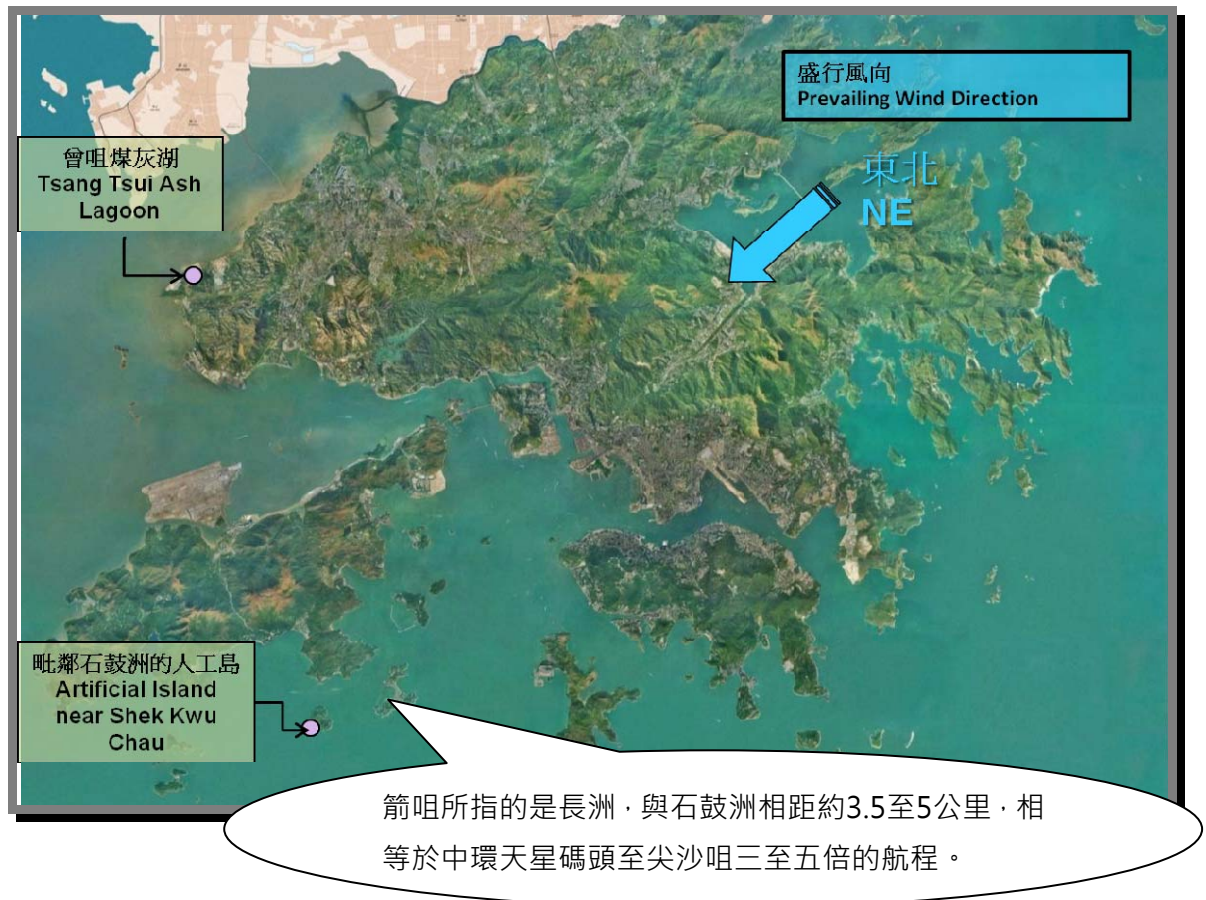 盛行風向
Prevailing Wind Direction
東北
NE
曾咀煤灰湖
Tsang Tsui Ash
Lagoon
毗鄰石鼓洲的人工島
Artificial Island
near Shek Kwu
Chau
箭咀所指的是長洲，與石鼓洲相距約3.5至5公里，相
等於中環天星碼頭至尖沙咀三至五倍的航程。